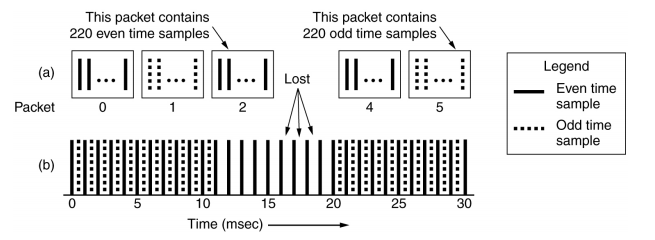 This packet contains
220 even time samples
This packet contains
220 odd time samples
(a)
Packet 0 1 2 4 5
Lost
Legend
Even time
sample
Odd time
sample
(b)
0 5 10 15 20 25 30
Time (msec)